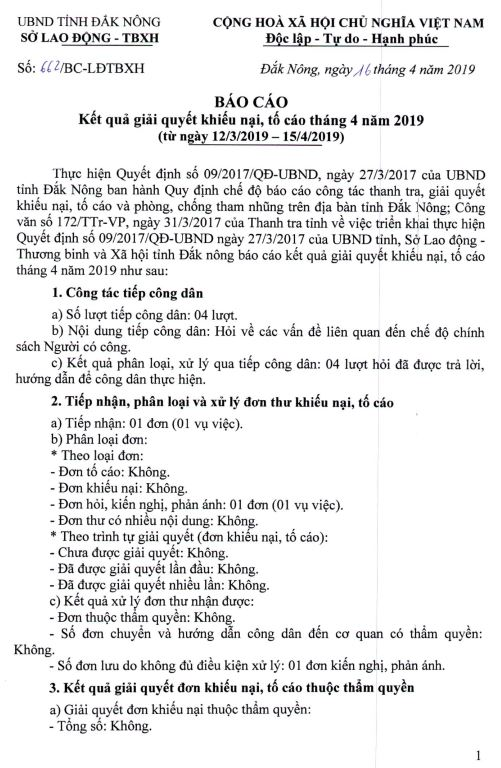 UBND TỈNH ĐẮK NÔNG
SỞ LAO ĐỘNG - TBXH
CỘNG HOÀ XÃ HỘI CHỦ NGHĨA VIỆT NAM
Độc lập - Tự do - Hạnh phúc
Số: 662/BC-LĐTBXH
Đắk Nông, ngày 16 tháng 4 năm 2019
BÁO CÁO
Kết quả giải quyết khiếu nại, tố cáo tháng 4 năm 2019
(từ ngày 12/3/2019 – 15/4/2019)
Thực hiện Quyết định số 09/2017/QĐ-UBND, ngày 27/3/2017 của UBND
tỉnh Đắk Nông ban hành Quy định chế độ báo cáo công tác thanh tra, giải quyết
khiếu nại, tố cáo và phòng, chống tham nhũng trên địa bàn tỉnh Đắk Nông; Công
văn số 172/TTr-VP, ngày 31/3/2017 của Thanh tra tỉnh về việc triển khai thực hiện
Quyết định số 09/2017/QĐ-UBND ngày 27/3/2017 của UBND tỉnh, Sở Lao động -
Thương binh và Xã hội tỉnh Đắk nông báo cáo kết quả giải quyết khiếu nại, tố cáo
tháng 4 năm 2019 như sau:
1. Công tác tiếp công dân
a) Số lượt tiếp công dân: 04 lượt.
b) Nội dung tiếp công dân: Hỏi về các vấn đề liên quan đến chế độ chính
sách Người có công.
c) Kết quả phân loại, xử lý qua tiếp công dân: 04 lượt hỏi đã được trả lời,
hướng dẫn để công dân thực hiện.
2. Tiếp nhận, phân loại và xử lý đơn thư khiếu nại, tố cáo
a) Tiếp nhận: 01 đơn (01 vụ việc).
b) Phân loại đơn:
* Theo loại đơn:
- Đơn tố cáo: Không.
- Đơn khiếu nại: Không.
- Đơn hỏi, kiến nghị, phản ánh: 01 đơn (01 vụ việc).
- Đơn thư có nhiều nội dung: Không.
* Theo trình tự giải quyết (đơn khiếu nại, tố cáo):
- Chưa được giải quyết: Không.
- Đã được giải quyết lần đầu: Không.
- Đã được giải quyết nhiều lần: Không.
c) Kết quả xử lý đơn thư nhận được:
- Đơn thuộc thẩm quyền: Không.
- Số đơn chuyển và hướng dẫn công dân đến cơ quan có thẩm quyền:
Không.
- Số đơn lưu do không đủ điều kiện xử lý: 01 đơn kiến nghị, phản ánh.
3. Kết quả giải quyết đơn khiếu nại, tố cáo thuộc thẩm quyền
a) Giải quyết đơn khiếu nại thuộc thẩm quyền:
- Tổng số: Không.
1